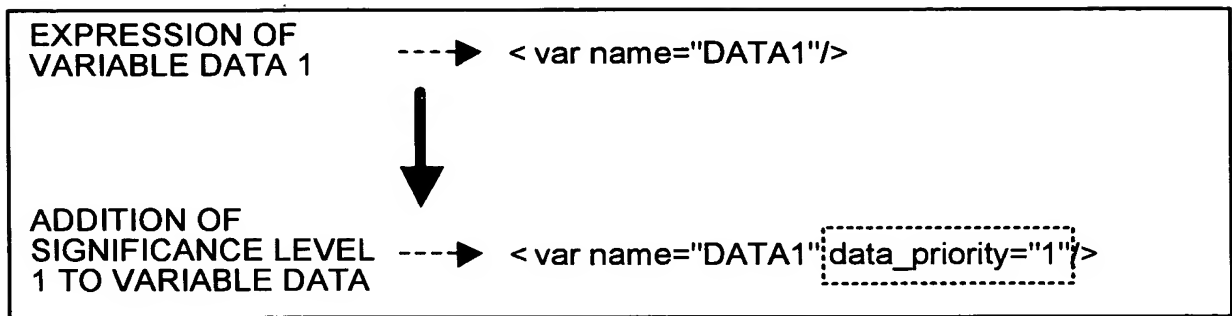 EXPRESSION OF
VARIABLE DATA 1
< var name="DATA1"/>
ADDITION OF
SIGNIFICANCE LEVEL
1 TO VARIABLE DATA
< var name="DATA1" data_priority="1"/>